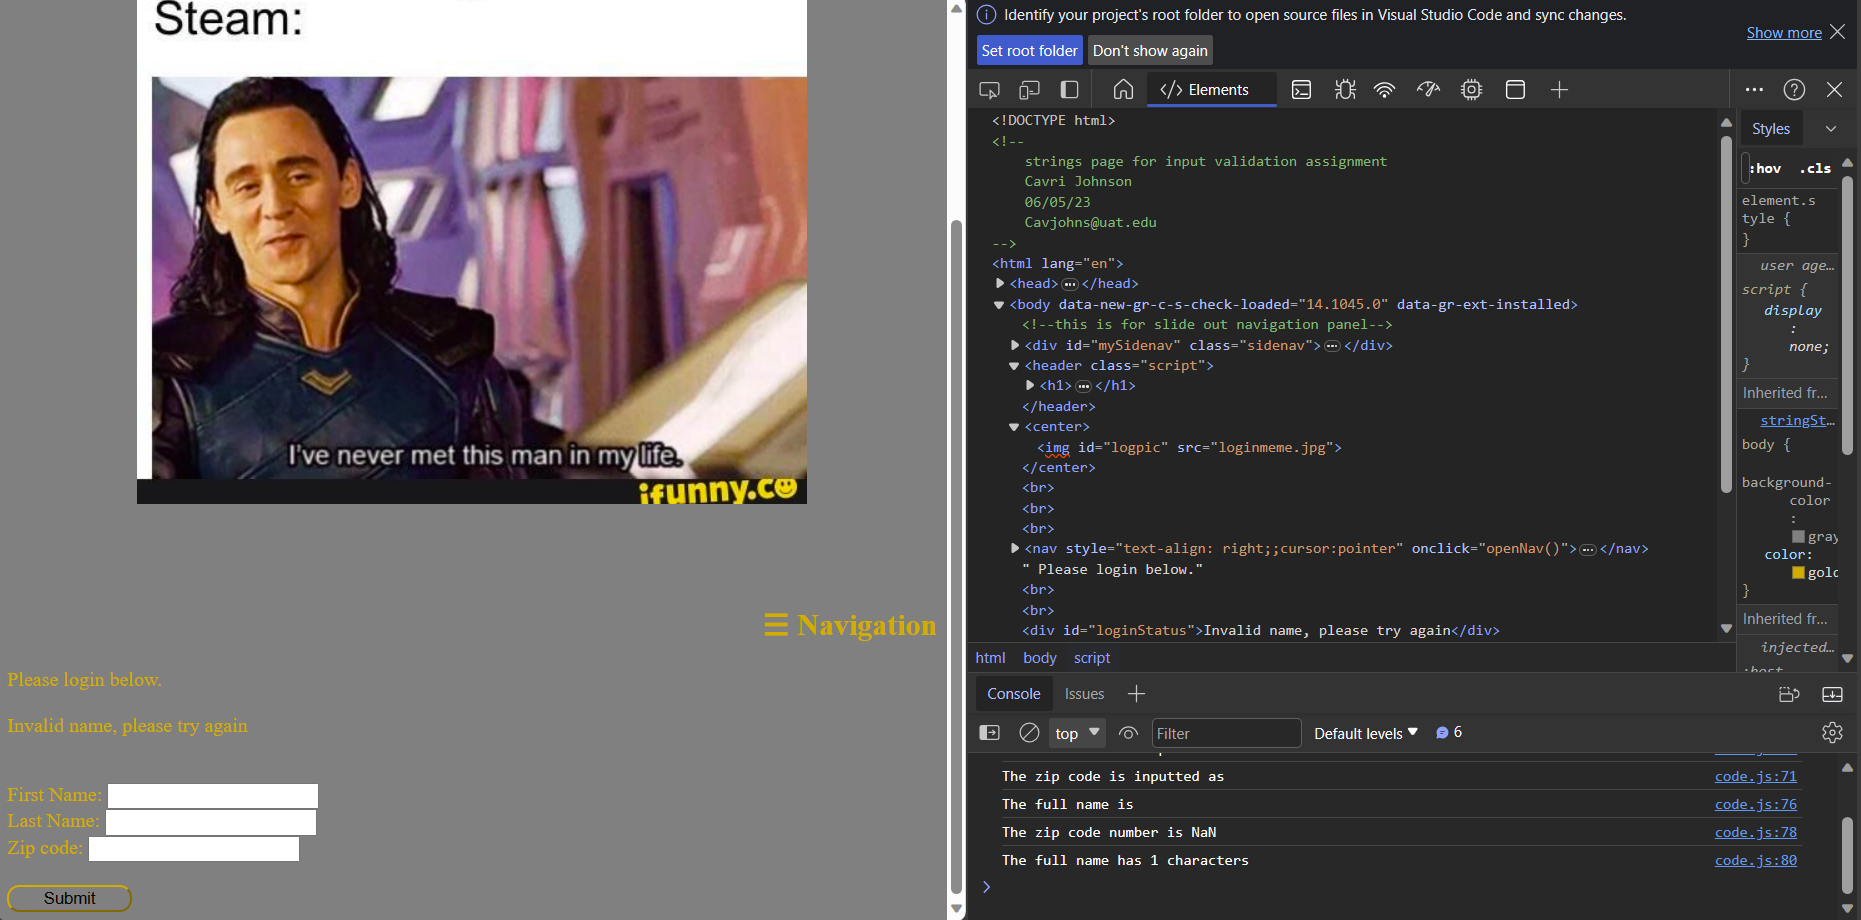 Steam:
I've never met this man in my life.
ifunny.co
☰ Navigation
Please login below.
Invalid name, please try again
First Name:
Last Name:
Zip code:
Submit
Identify your project's root folder to open source files in Visual Studio Code and sync changes.
Show more
Set root folder
Don't show again
</> Elements
<!DOCTYPE html>
<!--
strings page for input validation assignment
Cavri Johnson
06/05/23
Cavjohns@uat.edu
-->
<html lang="en">
<head>…</head>
<body data-new-gr-c-s-check-loaded="14.1045.0" data-gr-ext-installed>
<!--this is for slide out navigation panel-->
<div id="mySidenav" class="sidenav">…</div>
<header class="script">
<h1>…</h1>
</header>
<center>
<img id="logpic" src="loginmeme.jpg">
</center>
<br>
<br>
<br>
<nav style="text-align: right;;cursor:pointer" onclick="openNav()">…</nav>
" Please login below."
<br>
<br>
<div id="loginStatus">Invalid name, please try again</div>
html body script
Styles
:hov .cls
element.s
tyle {
}
user age…
script {
display
:
none;
}
Inherited fr…
stringSt…
body {
background-
color
:
gray
color:
gold
}
Inherited fr…
injected…
:host
Console Issues
top
Filter
Default levels
6
The zip code is inputted as code.js:71
The full name is code.js:76
The zip code number is NaN code.js:78
The full name has 1 characters code.js:80